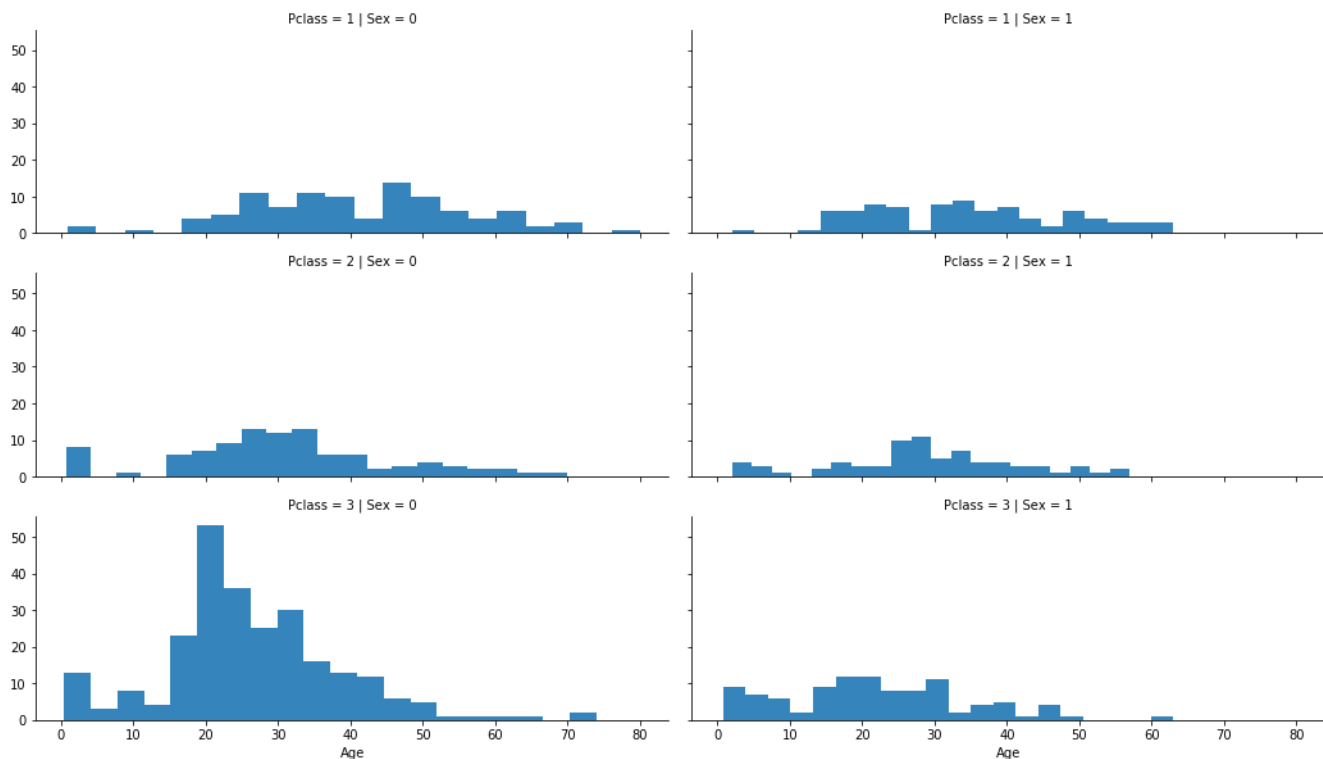 Pclass = 1 | Sex = 0
Pclass = 1 | Sex = 1
50
40
30
20
10
0
Pclass = 2 | Sex = 0
Pclass = 2 | Sex = 1
50
40
30
20
10
0
Pclass = 3 | Sex = 0
Pclass = 3 | Sex = 1
50
40
30
20
10
0
0 10 20 30 40 50 60 70 80
Age
0 10 20 30 40 50 60 70 80
Age